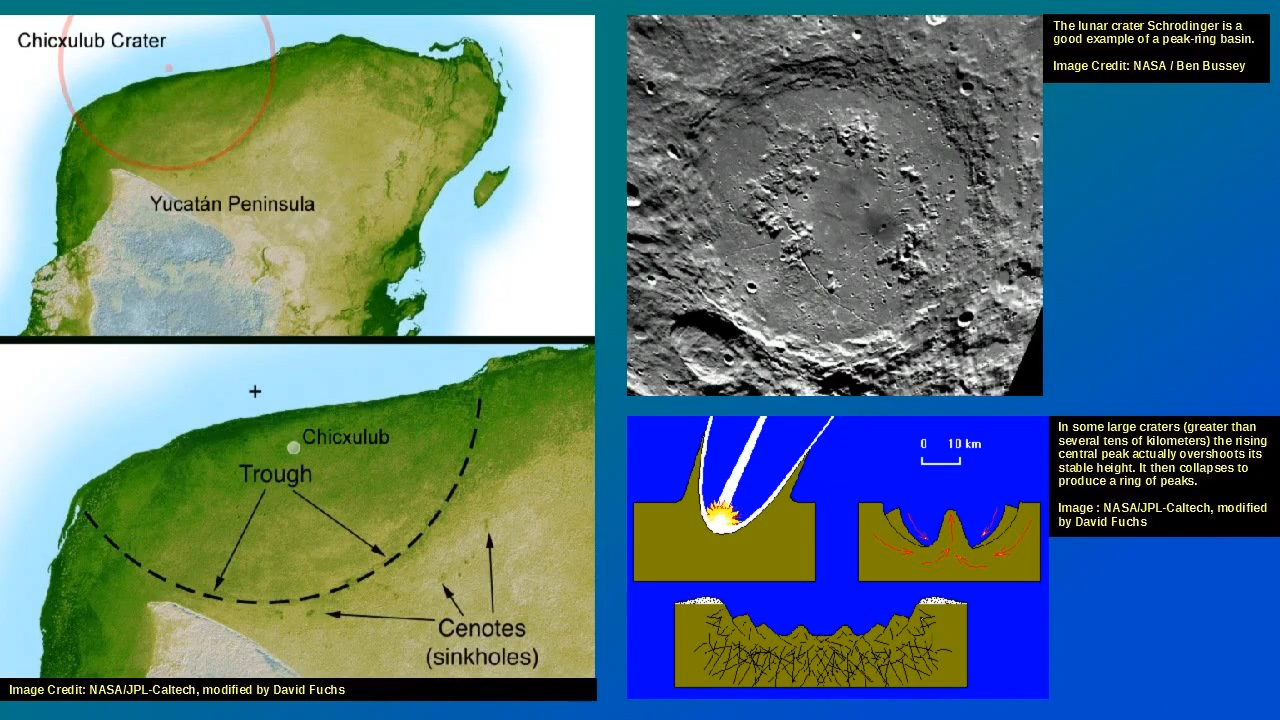 Chicxulub Crater
Yucatán Peninsula
Chicxulub
Trough
Cenotes
(sinkholes)
Image Credit: NASA/JPL-Caltech, modified by David Fuchs
The lunar crater Schrodinger is a
good example of a peak-ring basin.
Image Credit: NASA / Ben Bussey
0 10 km
In some large craters (greater than
several tens of kilometers) the rising
central peak actually overshoots its
stable height. It then collapses to
produce a ring of peaks.
Image : NASA/JPL-Caltech, modified
by David Fuchs